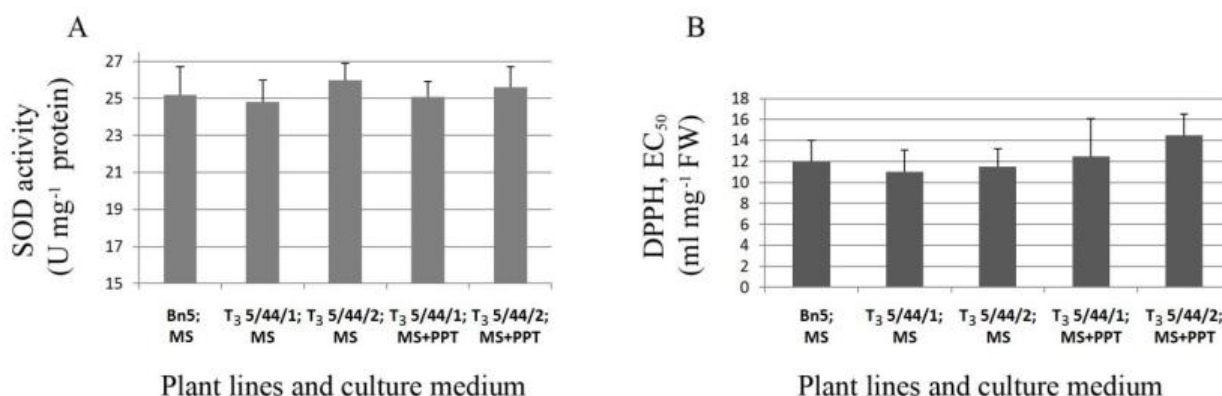 A
SOD activity
(U mg⁻¹ protein)
27
25
23
21
19
17
15
Bn5; T₃ 5/44/1; T₃ 5/44/2; T₃ 5/44/1; T₃ 5/44/2;
MS MS MS MS+PPT MS+PPT
Plant lines and culture medium
B
DPPH, EC₅₀
(ml mg⁻¹ FW)
18
16
14
12
10
8
6
4
2
0
Bn5; T₃ 5/44/1; T₃ 5/44/2; T₃ 5/44/1; T₃ 5/44/2;
MS MS MS MS+PPT MS+PPT
Plant lines and culture medium